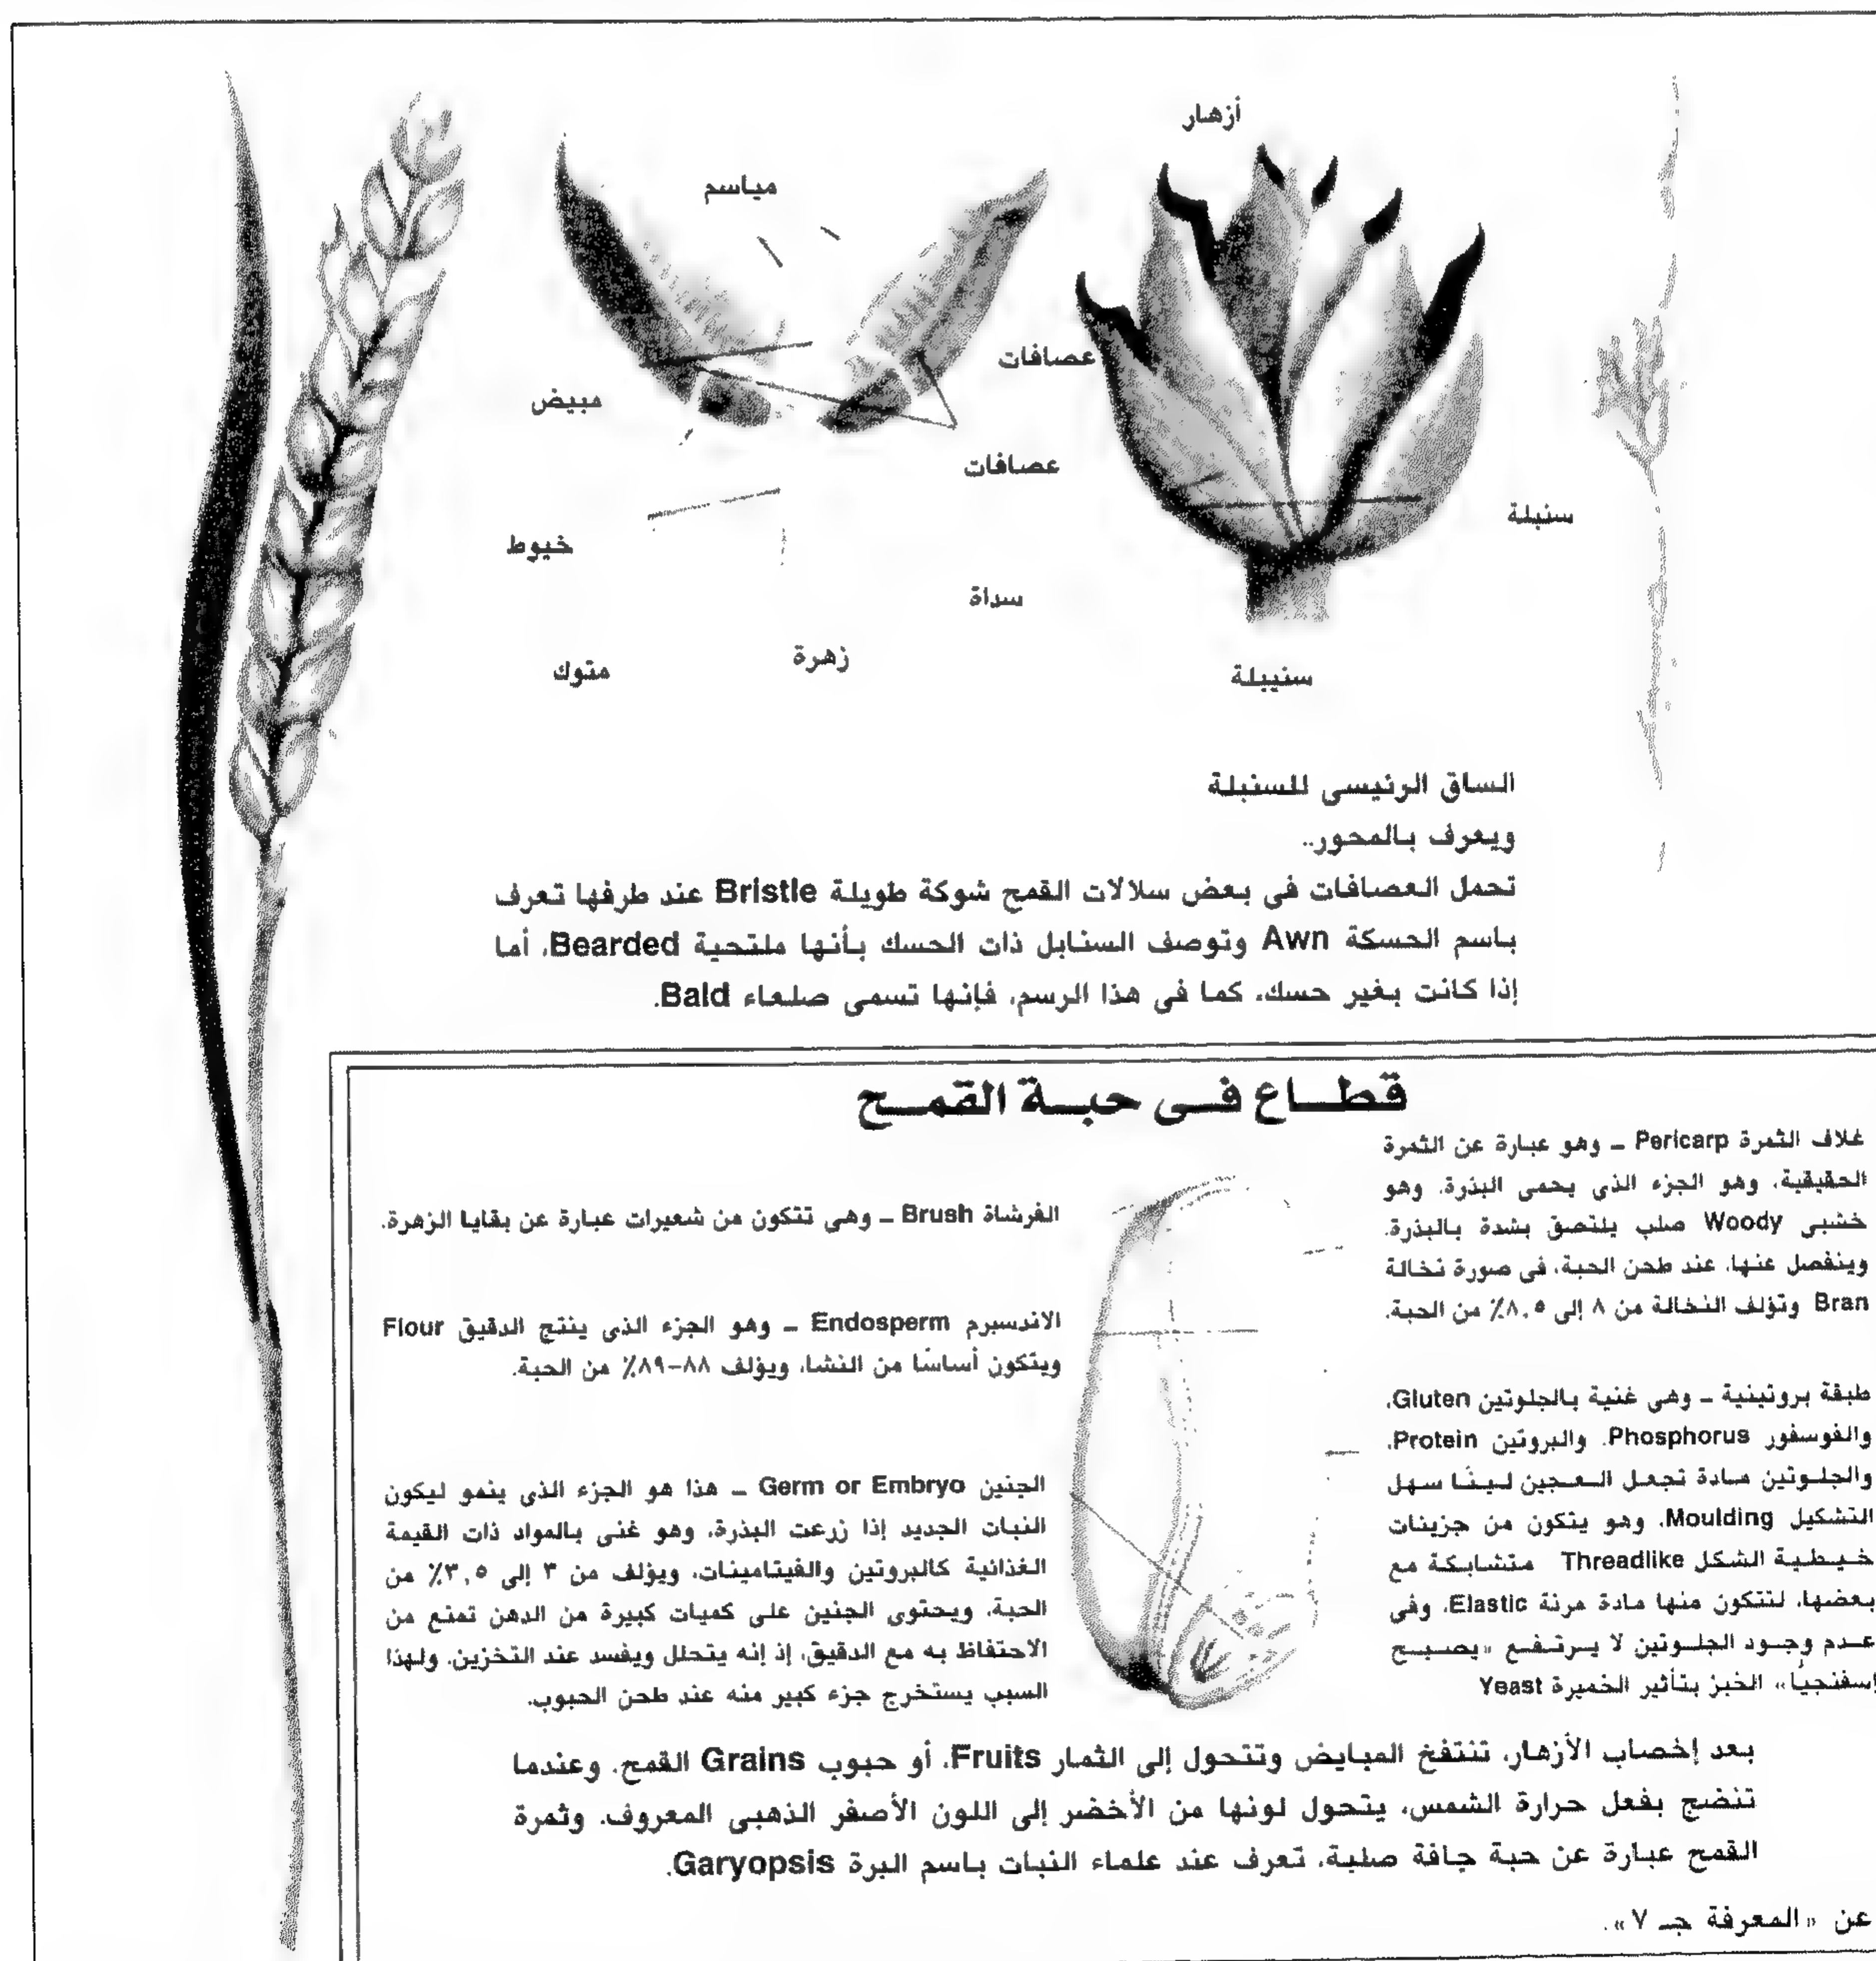 أزهار
مياسم
عصافات
مبيض
عصافات
سنبلة
خيوط
سداة
زهرة
متوك
سنيبلة
الساق الرئيسى للسنبلة
ويعرف بالمحور..
تحمل العصافات فى بعض سلالات القمح شوكة طويلة Bristle عند طرفها تعرف
باسم الحسكة Awn وتوصف السنابل ذات الحسك بأنها ملتحية Bearded، أما
إذا كانت بغير حسك، كما فى هذا الرسم، فإنها تسمى صلعاء Bald.
قطاع فى حبة القمح
غلاف الثمرة Pericarp ــ وهو عبارة عن الثمرة
الحقيقية، وهو الجزء الذى يحمى البذرة، وهو
خشبى Woody صلب يلتصق بشدة بالبذرة،
وينفصل عنها، عند طحن الحبة، فى صورة نخالة
Bran وتؤلف النخالة من ٨ إلى ٨,٥٪ من الحبة.
طبقة بروتينية ــ وهى غنية بالجلوتين Gluten،
والفوسفور Phosphorus، والبروتين Protein،
والجلوتين مادة تجعل العجين لينًا سهل
التشكيل Moulding، وهو يتكون من جزيئات
خيطية الشكل Threadlike متشابكة مع
بعضها، لتتكون منها مادة مرنة Elastic، وفى
عدم وجود الجلوتين لا يرتفع «يصبح
إسفنجيًّا» الخبز بتأثير الخميرة Yeast
الفرشاة Brush ــ وهى تتكون من شعيرات عبارة عن بقايا الزهرة.
الاندسبرم Endosperm ــ وهو الجزء الذى ينتج الدقيق Flour
ويتكون أساسًا من النشا، ويؤلف ٨٨–٨٩٪ من الحبة.
الجنين Germ or Embryo ــ هذا هو الجزء الذى ينمو ليكون
النبات الجديد إذا زرعت البذرة، وهو غنى بالمواد ذات القيمة
الغذائية كالبروتين والفيتامينات، ويؤلف من ٣ إلى ٣,٥٪ من
الحبة، ويحتوى الجنين على كميات كبيرة من الدهن تمنع من
الاحتفاظ به مع الدقيق، إذ إنه يتحلل ويفسد عند التخزين، ولهذا
السبب يستخرج جزء كبير منه عند طحن الحبوب.
بعد إخصاب الأزهار، تنتفخ المبايض وتتحول إلى الثمار Fruits، أو حبوب Grains القمح، وعندما
تنضج بفعل حرارة الشمس، يتحول لونها من الأخضر إلى اللون الأصفر الذهبى المعروف. وثمرة
القمح عبارة عن حبة جافة صلبة، تعرف عند علماء النبات باسم البرة Garyopsis.
عن «المعرفة جـ ٧».